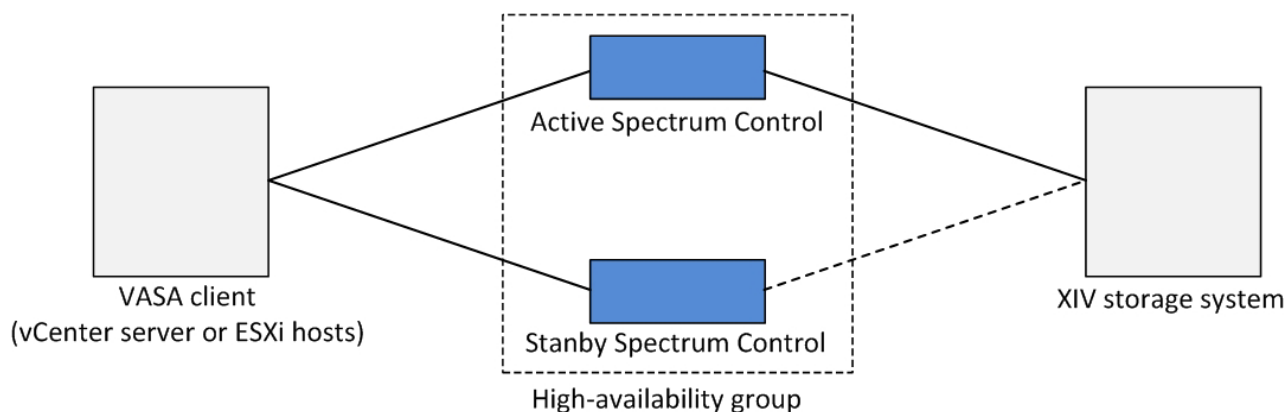 Active Spectrum Control
VASA client
(vCenter server or ESXi hosts)
XIV storage system
Stanby Spectrum Control
High-availability group